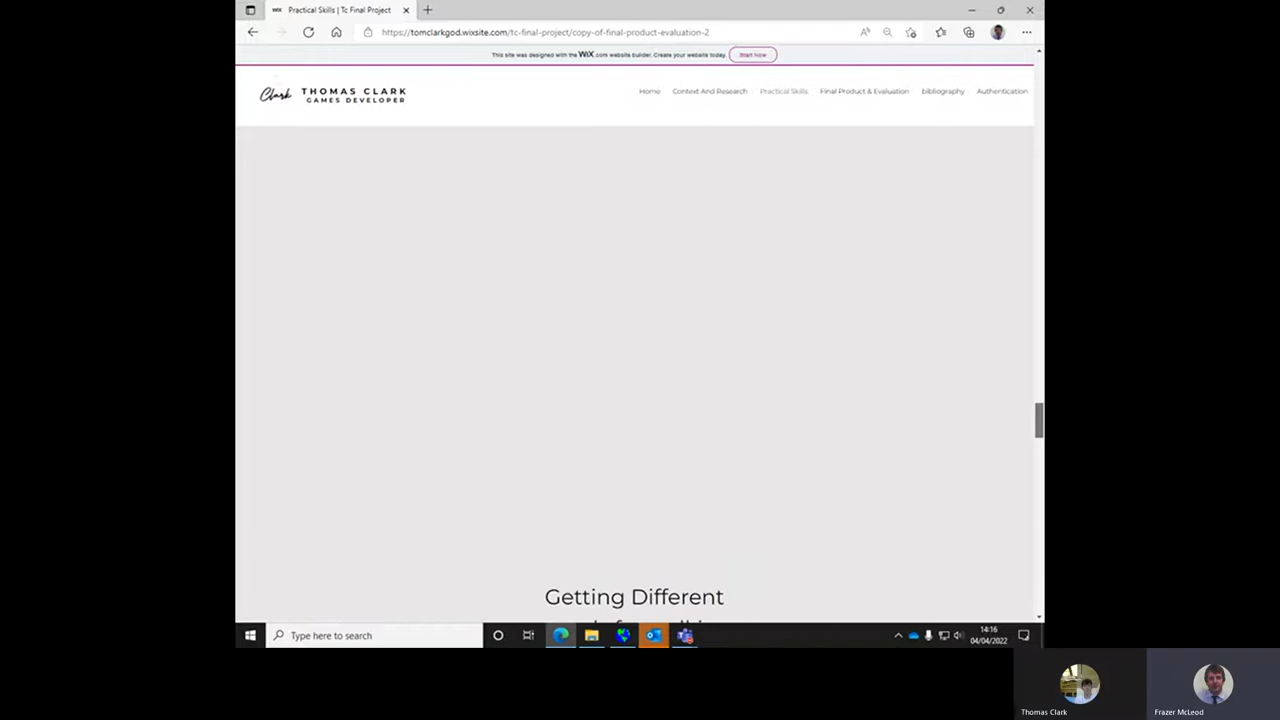 Practical Skills | Tc Final Project
https://tomclarkgod.wixsite.com/tc-final-project/copy-of-final-product-evaluation-2
This site was designed with the WiX.com website builder. Create your website today. Start Now
Clark THOMAS CLARK
GAMES DEVELOPER
Home Context And Research Practical Skills Final Product & Evaluation bibliography Authentication
Getting Different
Type here to search
14:16
04/04/2022
Thomas Clark
Frazer McLeod